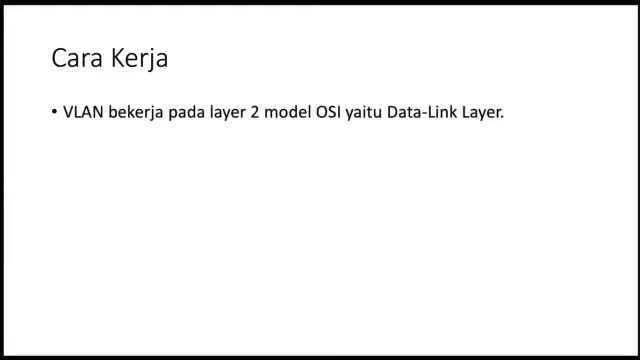 Cara Kerja
• VLAN bekerja pada layer 2 model OSI yaitu Data-Link Layer.